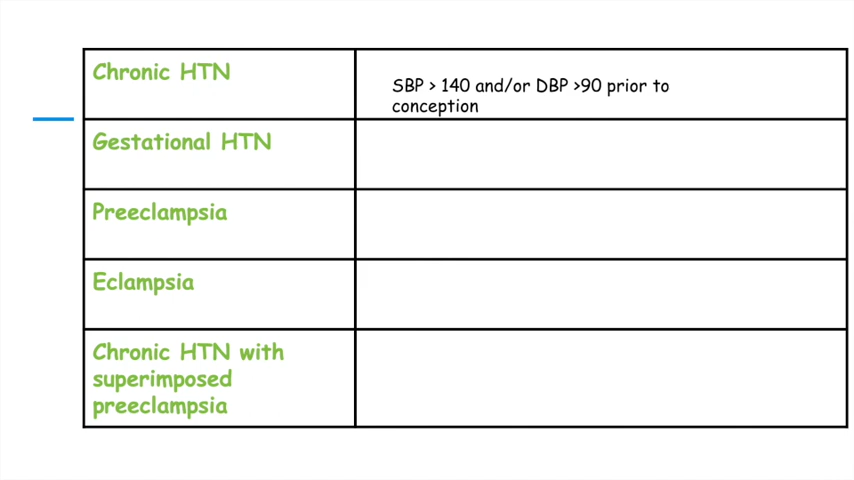 Chronic HTN
SBP > 140 and/or DBP >90 prior to
conception
Gestational HTN
Preeclampsia
Eclampsia
Chronic HTN with
superimposed
preeclampsia